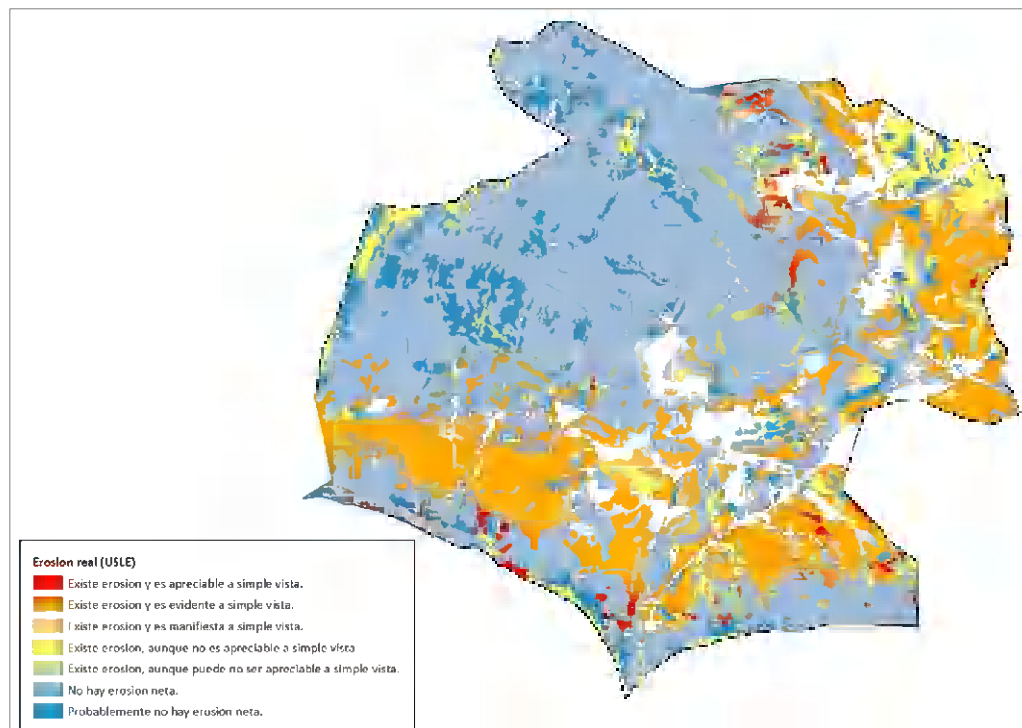 Erosion real (USLE)
Existe erosion y es apreciable a simple vista.
Existe erosion y es evidente a simple vista.
Existe erosion y es manifiesta a simple vista.
Existe erosion, aunque no es apreciable a simple vista
Existe erosion, aunque puede no ser apreciable a simple vista.
No hay erosion neta.
Probablemente no hay erosion neta.